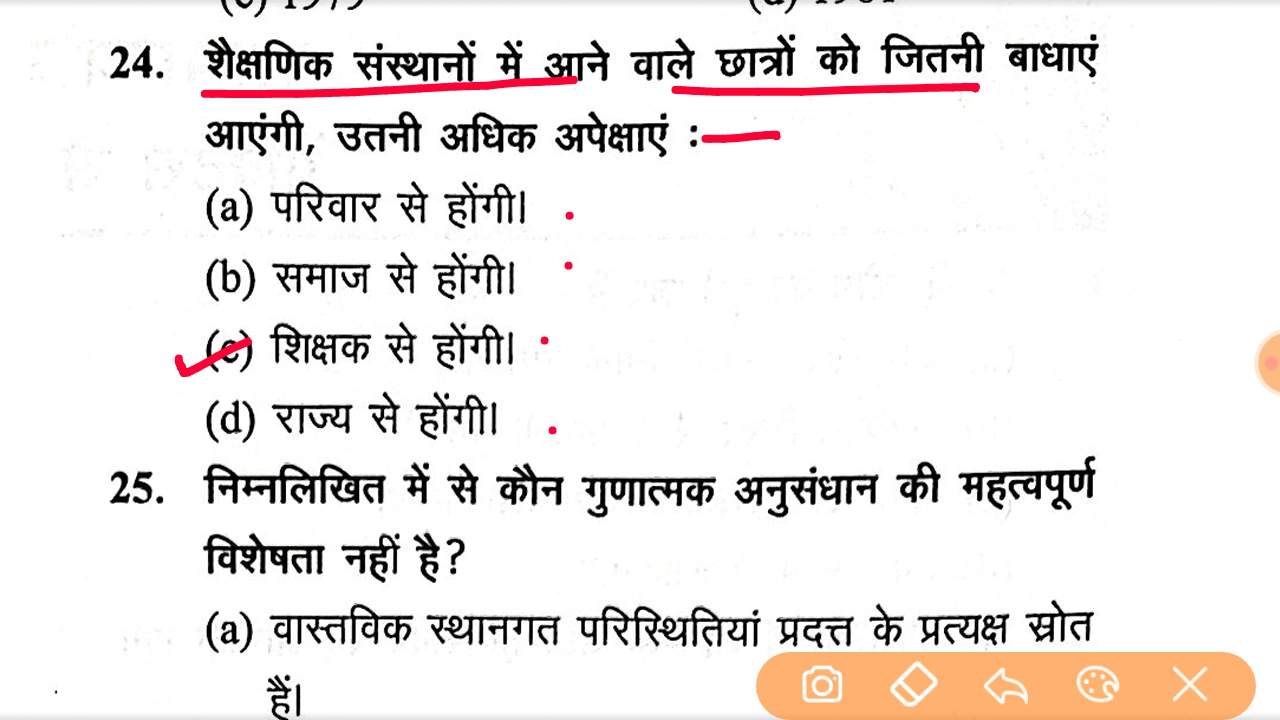 24. शैक्षणिक संस्थानों में आने वाले छात्रों को जितनी बाधाएं
आएंगी, उतनी अधिक अपेक्षाएं :
(a) परिवार से होंगी।
(b) समाज से होंगी।
(c) शिक्षक से होंगी।
(d) राज्य से होंगी।
25. निम्नलिखित में से कौन गुणात्मक अनुसंधान की महत्वपूर्ण
विशेषता नहीं है?
(a) वास्तविक स्थानगत परिस्थितियां प्रदत्त के प्रत्यक्ष स्रोत
हैं।